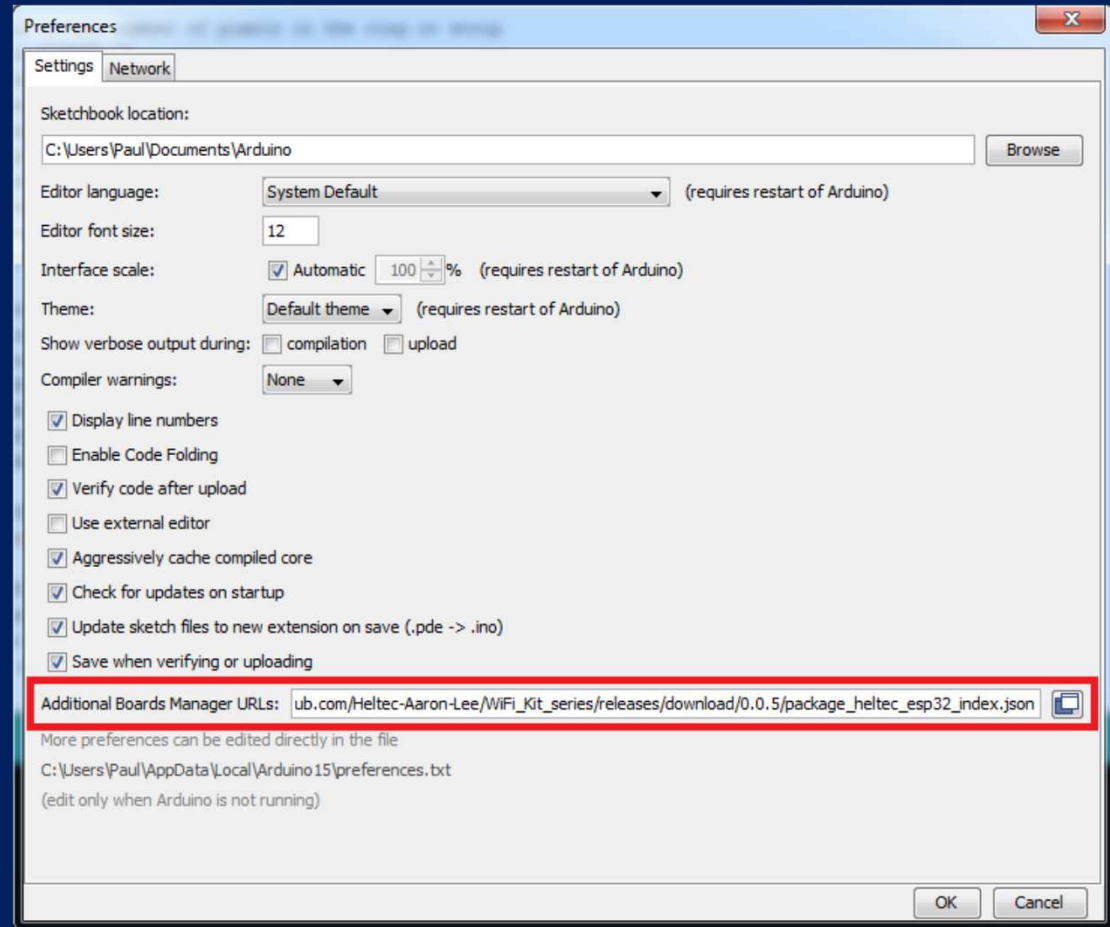 Preferences
Settings Network
Sketchbook location:
C:\Users\Paul\Documents\Arduino Browse
Editor language: System Default (requires restart of Arduino)
Editor font size: 12
Interface scale: Automatic 100 % (requires restart of Arduino)
Theme: Default theme (requires restart of Arduino)
Show verbose output during: compilation upload
Compiler warnings: None
Display line numbers
Enable Code Folding
Verify code after upload
Use external editor
Aggressively cache compiled core
Check for updates on startup
Update sketch files to new extension on save (.pde -> .ino)
Save when verifying or uploading
Additional Boards Manager URLs: ub.com/Heltec-Aaron-Lee/WiFi_Kit_series/releases/download/0.0.5/package_heltec_esp32_index.json
More preferences can be edited directly in the file
C:\Users\Paul\AppData\Local\Arduino15\preferences.txt
(edit only when Arduino is not running)
OK Cancel